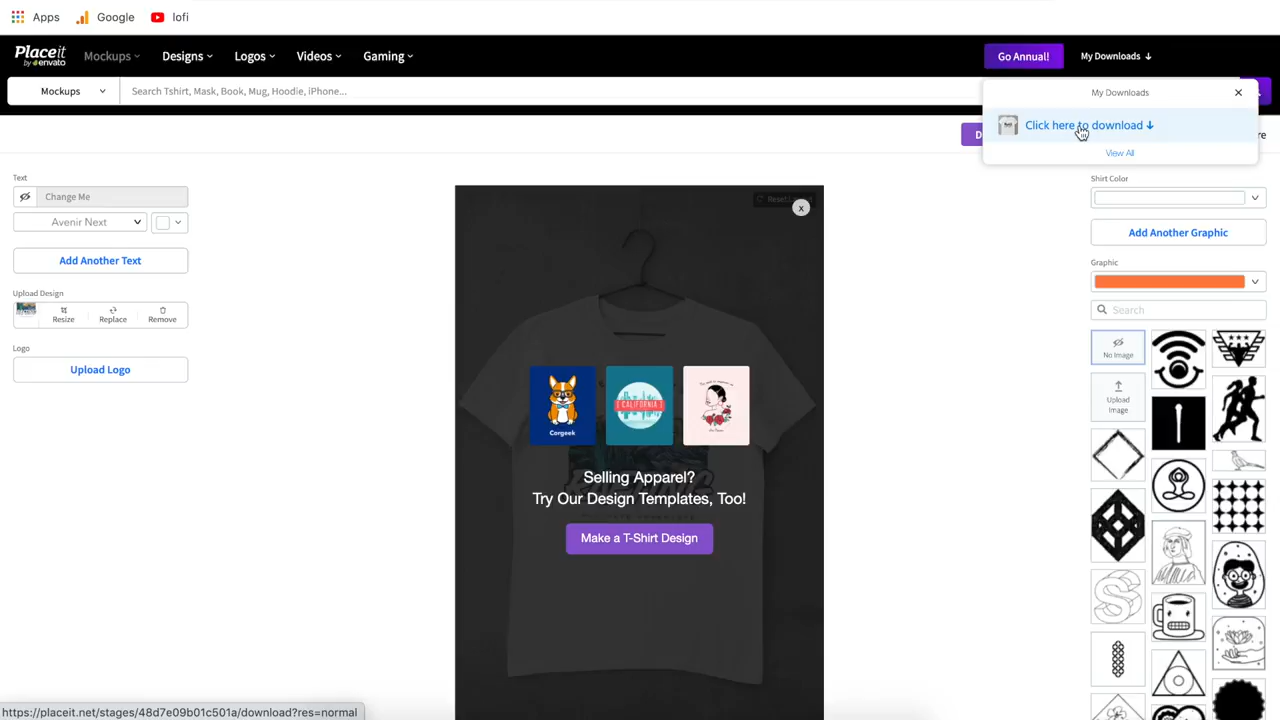 Apps
Google
lofi
Placeit
by envato
Mockups
Designs
Logos
Videos
Gaming
Go Annual!
My Downloads
Mockups
Search Tshirt, Mask, Book, Mug, Hoodie, iPhone...
My Downloads
Click here to download
View All
Text
Change Me
Avenir Next
Add Another Text
Upload Design
Resize
Replace
Remove
Logo
Upload Logo
x
Corgeek
CALIFORNIA
Selling Apparel?
Try Our Design Templates, Too!
Make a T-Shirt Design
Shirt Color
Add Another Graphic
Graphic
Search
No Image
Upload
Image
https://placeit.net/stages/48d7e09b01c501a/download?res=normal